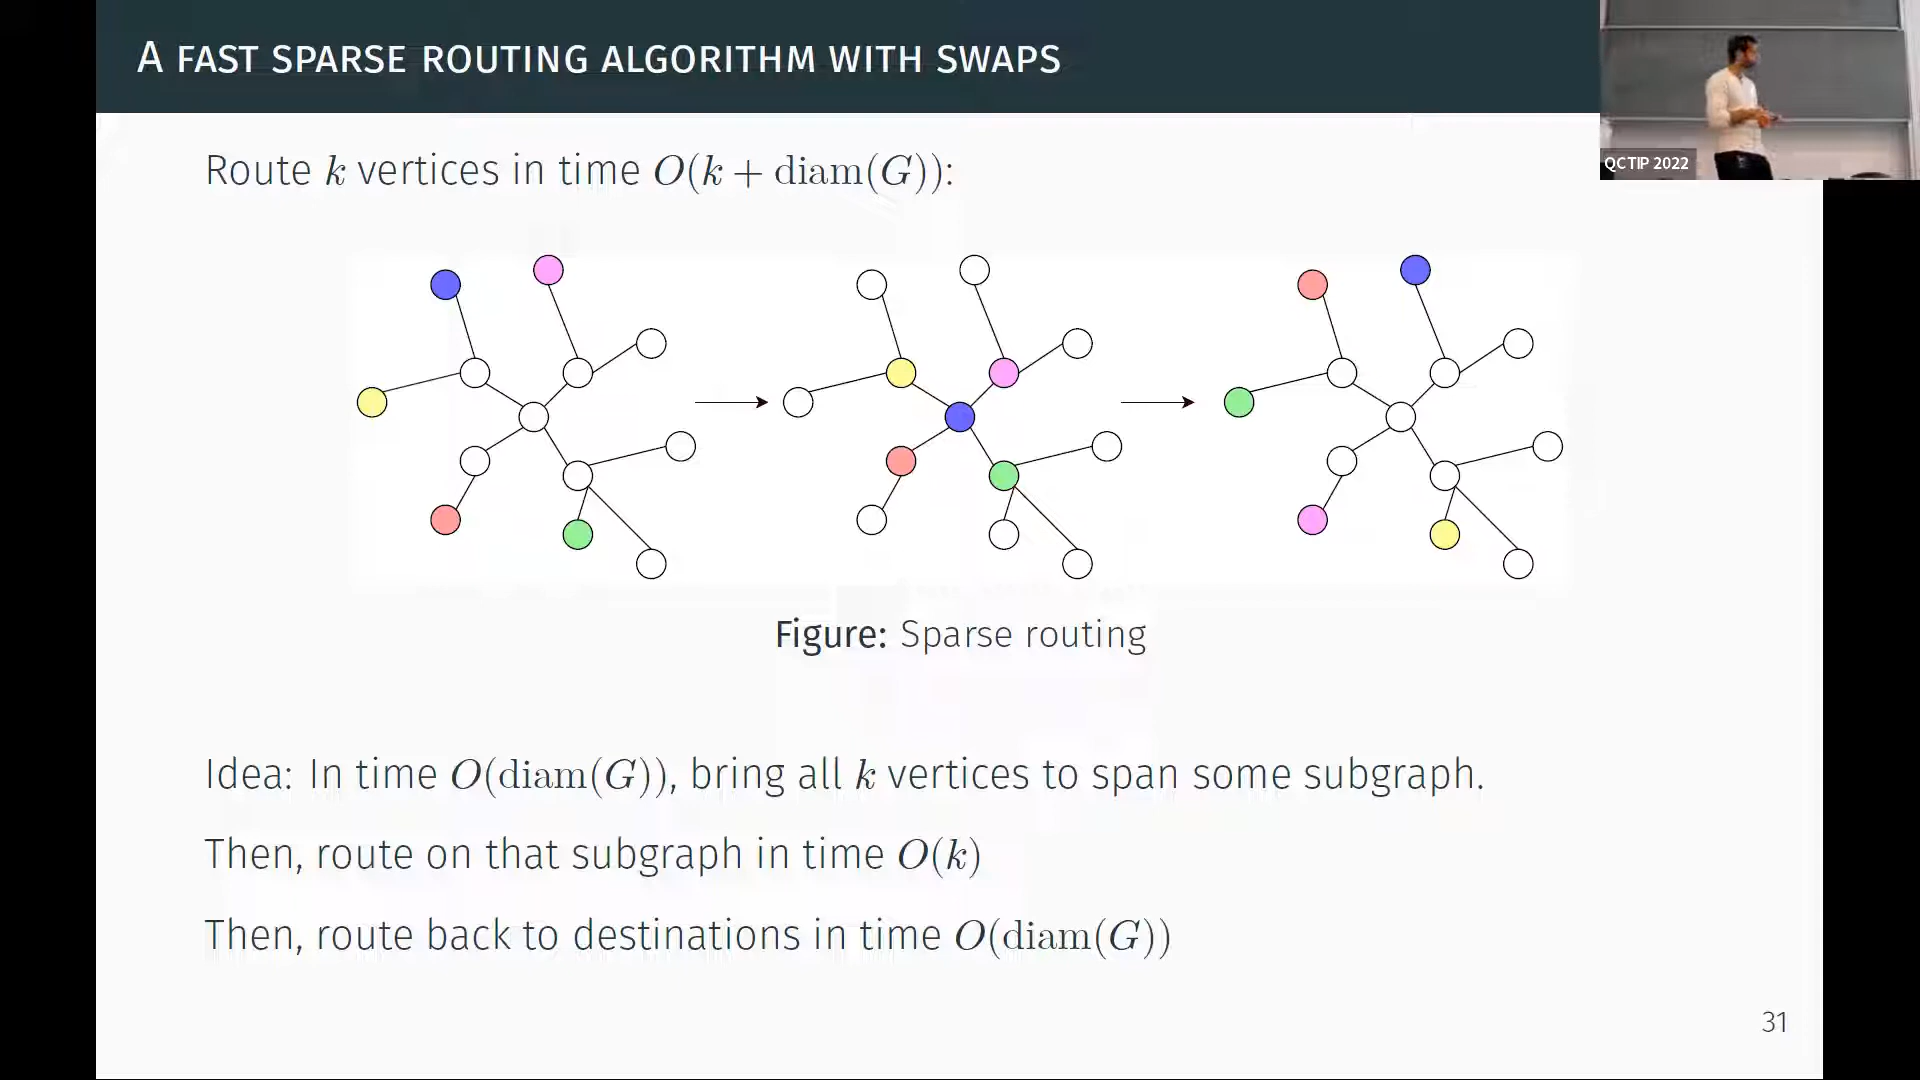 A FAST SPARSE ROUTING ALGORITHM WITH SWAPS
QCTIP 2022
Route k vertices in time O(k + diam(G)):
Figure: Sparse routing
Idea: In time O(diam(G)), bring all k vertices to span some subgraph.
Then, route on that subgraph in time O(k)
Then, route back to destinations in time O(diam(G))
31